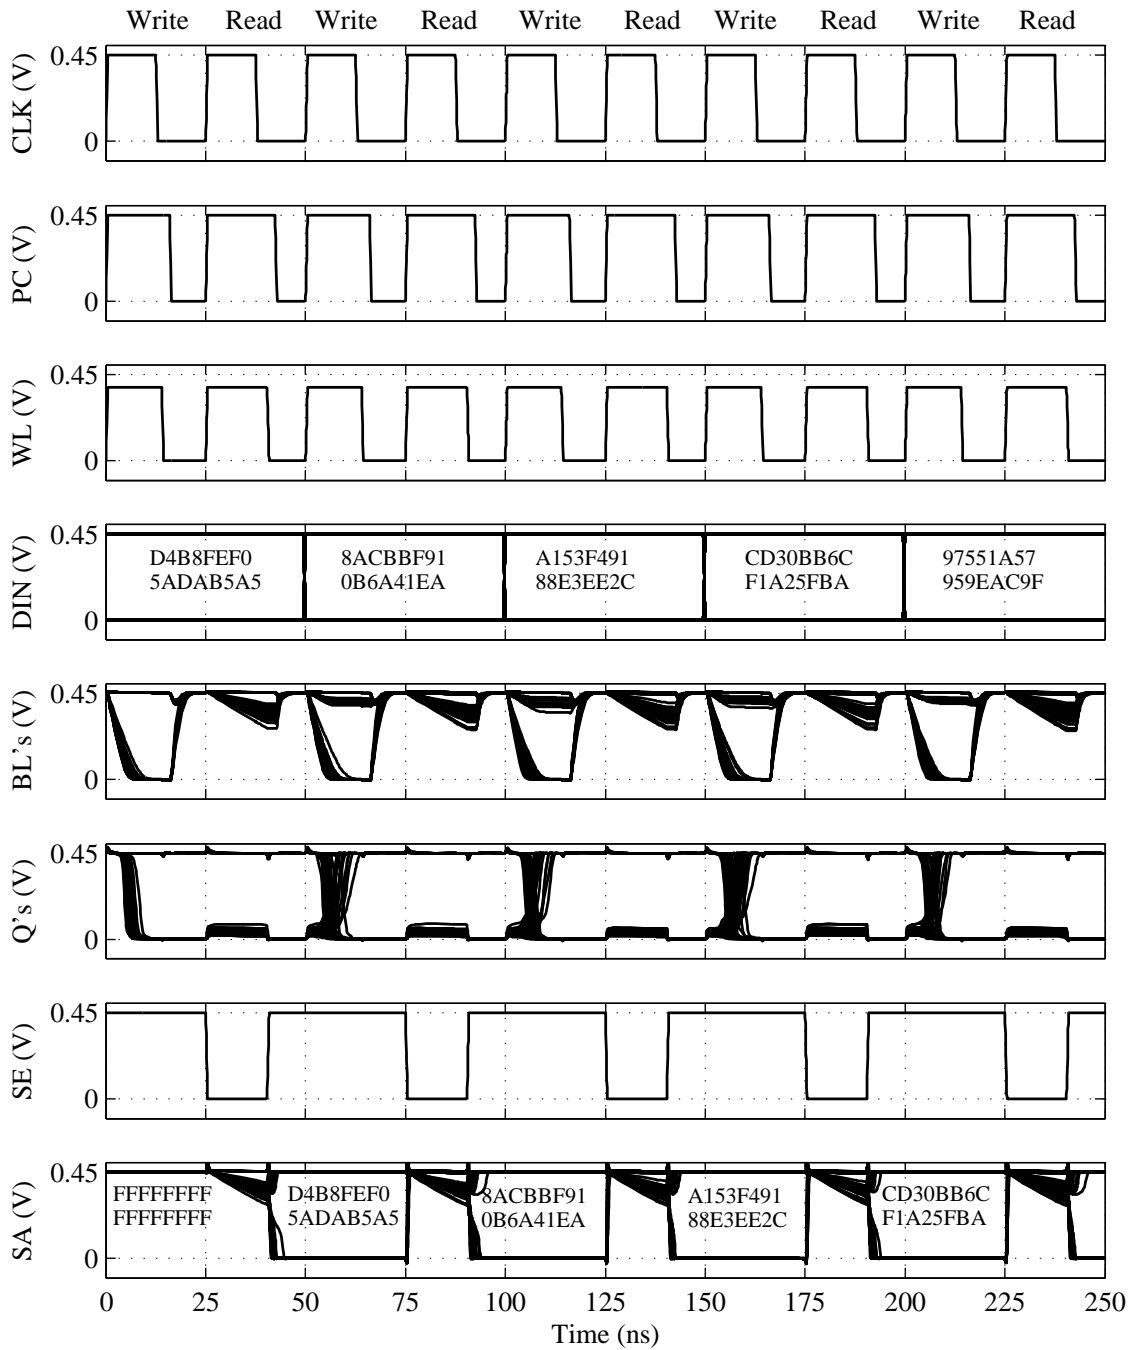 Write Read Write Read Write Read Write Read Write Read
CLK (V)
0.45
0
PC (V)
0.45
0
WL (V)
0.45
0
DIN (V)
0.45
0
D4B8FEF0
5ADAB5A5
8ACBBF91
0B6A41EA
A153F491
88E3EE2C
CD30BB6C
F1A25FBA
97551A57
959EAC9F
BL's (V)
0.45
0
Q's (V)
0.45
0
SE (V)
0.45
0
SA (V)
0.45
0
FFFFFFFF
FFFFFFFF
D4B8FEF0
5ADAB5A5
8ACBBF91
0B6A41EA
A153F491
88E3EE2C
CD30BB6C
F1A25FBA
0 25 50 75 100 125 150 175 200 225 250
Time (ns)